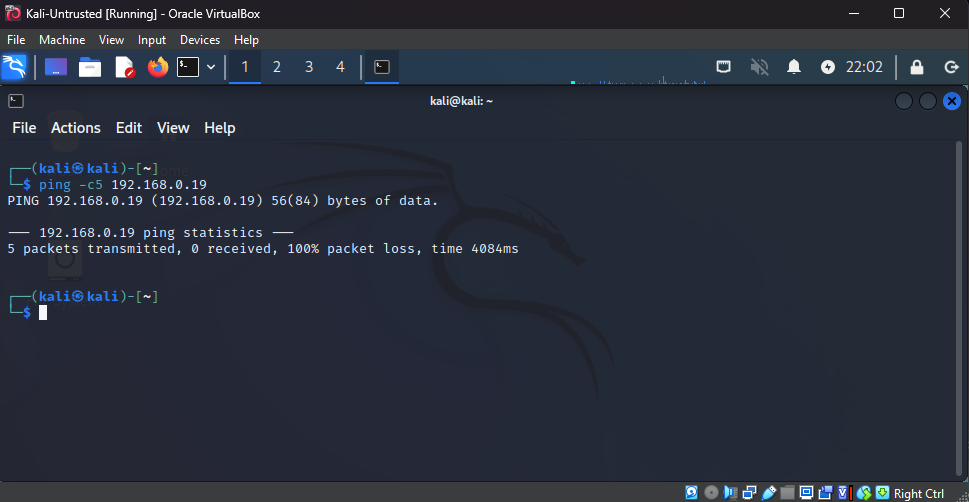 Kali-Untrusted [Running] - Oracle VirtualBox
File Machine View Input Devices Help
1 2 3 4 22:02
kali@kali: ~
File Actions Edit View Help
┌──(kali㉿kali)-[~]
└─$ ping -c5 192.168.0.19
PING 192.168.0.19 (192.168.0.19) 56(84) bytes of data.
─── 192.168.0.19 ping statistics ───
5 packets transmitted, 0 received, 100% packet loss, time 4084ms
┌──(kali㉿kali)-[~]
└─$
Right Ctrl